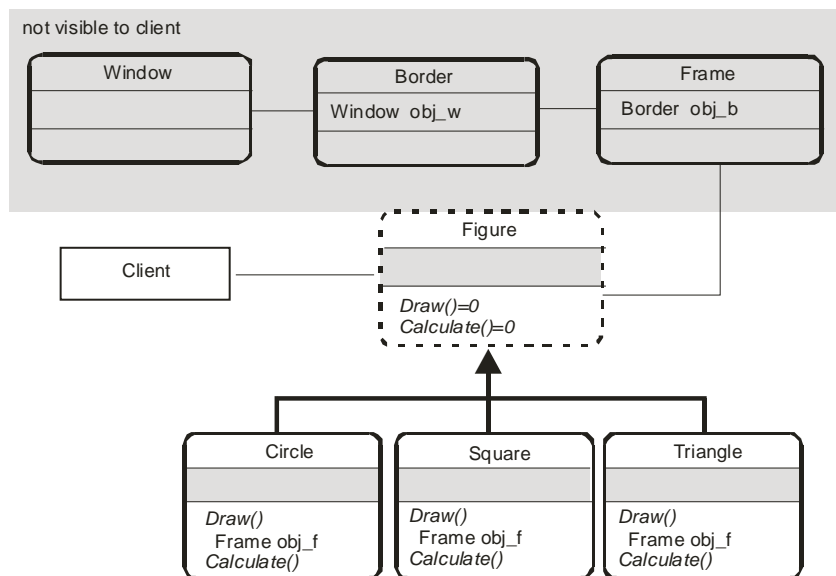 not visible to client
Window
Border
Window obj_w
Frame
Border obj_b
Figure
Draw()=0
Calculate()=0
Client
Circle
Draw()
Frame obj_f
Calculate()
Square
Draw()
Frame obj_f
Calculate()
Triangle
Draw()
Frame obj_f
Calculate()